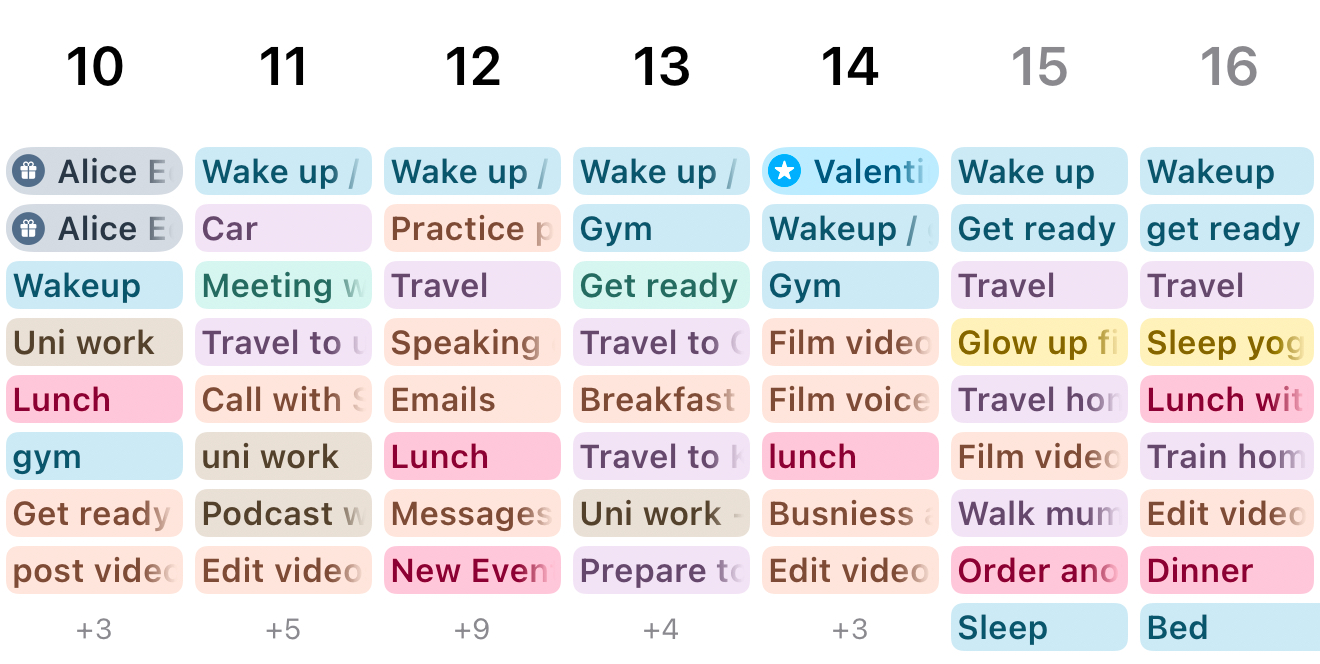 10 11 12 13 14 15 16
Alice Wake up / Wake up / Wake up / Valenti Wake up Wakeup
Alice Car Practice p Gym Wakeup / Get ready get ready
Wakeup Meeting w Travel Get ready Gym Travel Travel
Uni work Travel to u Speaking Travel to Film video Glow up fi Sleep yog
Lunch Call with S Emails Breakfast Film voice Travel hom Lunch wit
gym uni work Lunch Travel to lunch Film video Train hom
Get ready Podcast w Messages Uni work - Busniess a Walk mum Edit video
post video Edit video New Even Prepare to Edit video Order and Dinner
+3 +5 +9 +4 +3 Sleep Bed